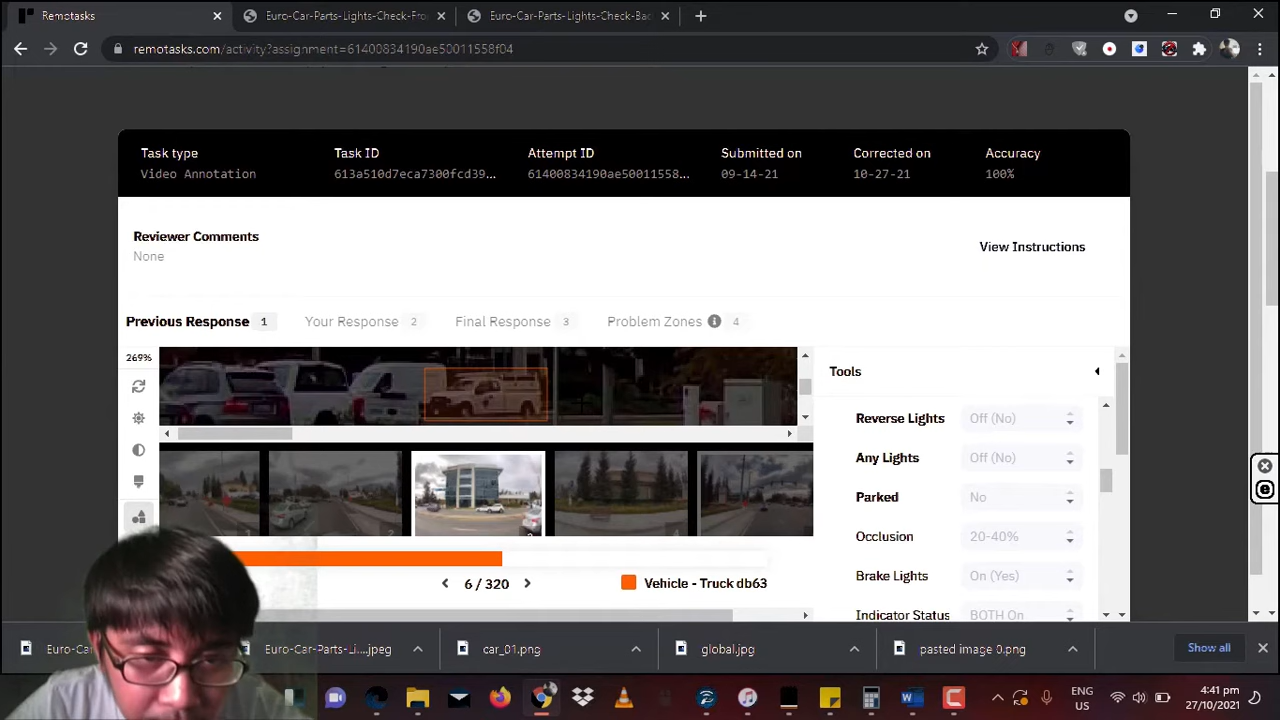 Remotasks
Euro-Car-Parts-Lights-Check-Fro
Euro-Car-Parts-Lights-Check-Bac
remotasks.com/activity?assignment=61400834190ae50011558f04
Task type Task ID Attempt ID Submitted on Corrected on Accuracy
Video Annotation 613a510d7eca7300fcd39... 61400834190ae50011558... 09-14-21 10-27-21 100%
Reviewer Comments
None
View Instructions
Previous Response 1 Your Response 2 Final Response 3 Problem Zones 4
269%
Tools
Reverse Lights Off (No)
Any Lights Off (No)
Parked No
Occlusion 20-40%
Brake Lights On (Yes)
Indicator Status BOTH On
6 / 320
Vehicle - Truck db63
Euro-Ca
Euro-Car-Parts-Li....jpeg
car_01.png
global.jpg
pasted image 0.png
Show all
ENG
US
4:41 pm
27/10/2021